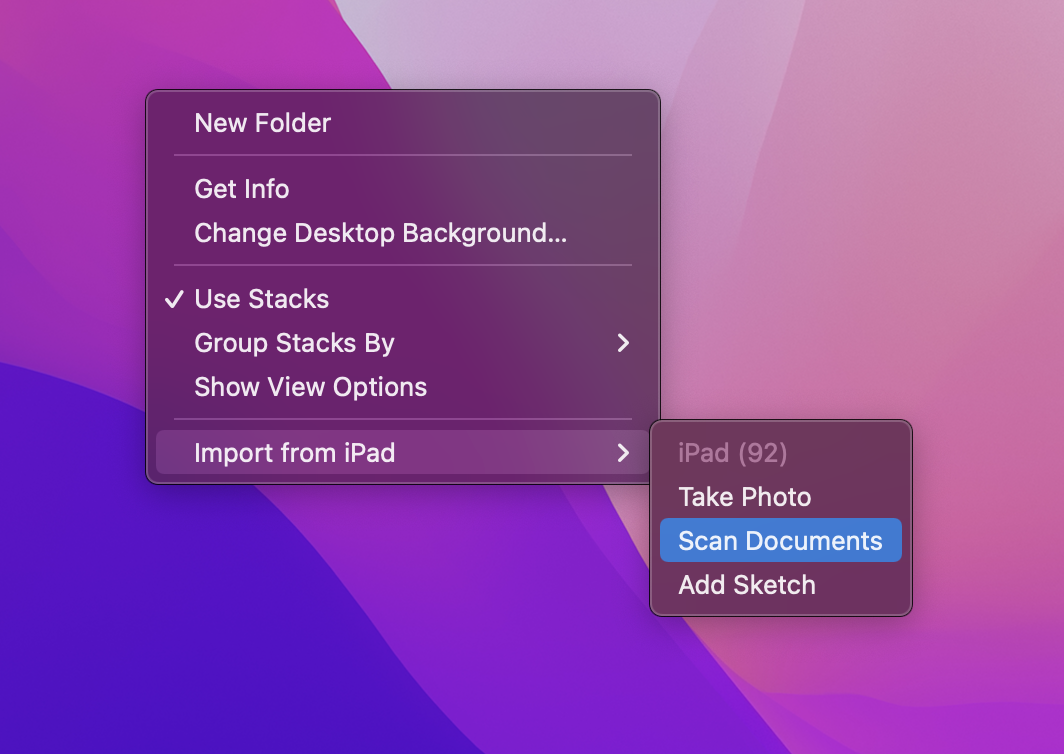 New Folder
Get Info
Change Desktop Background...
Use Stacks
Group Stacks By
Show View Options
Import from iPad
iPad (92)
Take Photo
Scan Documents
Add Sketch